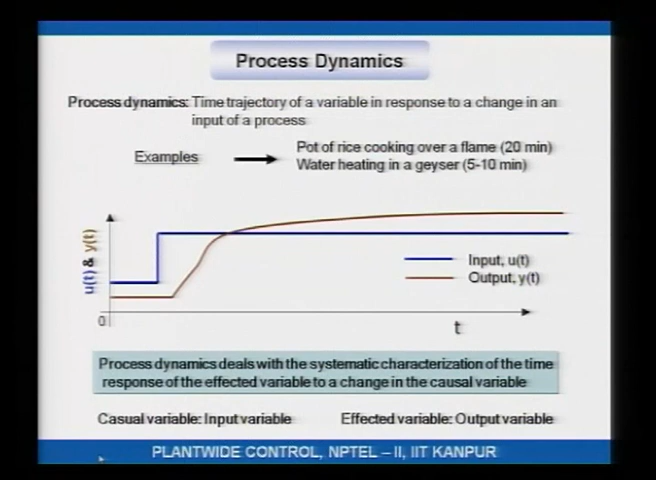 Process Dynamics
Process dynamics: Time trajectory of a variable in response to a change in an
input of a process
Examples
Pot of rice cooking over a flame (20 min)
Water heating in a geyser (5-10 min)
u(t) & y(t)
Input, u(t)
Output, y(t)
0
t
Process dynamics deals with the systematic characterization of the time
response of the effected variable to a change in the causal variable
Casual variable: Input variable Effected variable: Output variable
PLANTWIDE CONTROL, NPTEL – II, IIT KANPUR